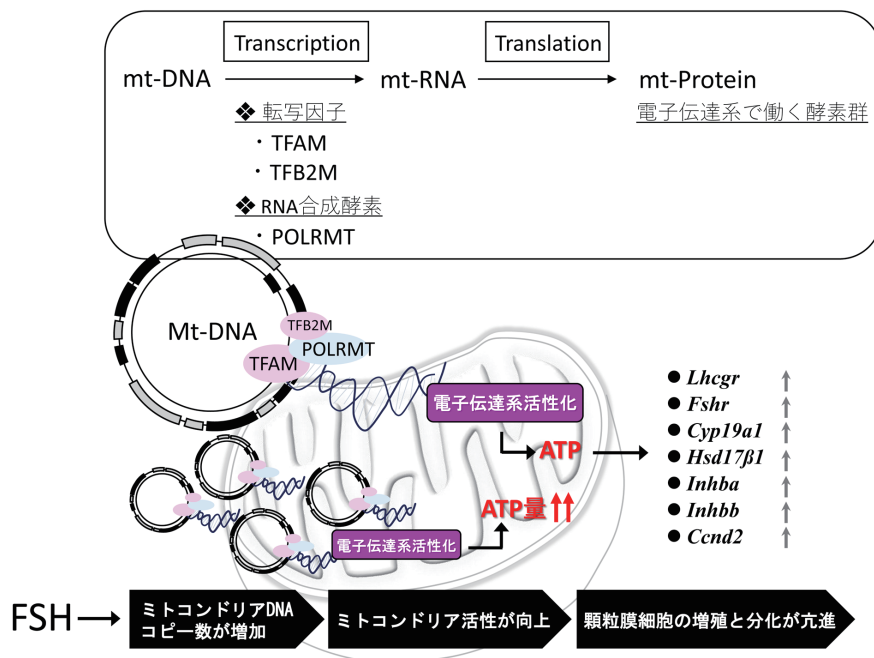 Transcription
Translation
mt-DNA
mt-RNA
mt-Protein
❖ 転写因子
・TFAM
・TFB2M
❖ RNA合成酵素
・POLRMT
電子伝達系で働く酵素群
Mt-DNA
TFB2M
POLRMT
TFAM
電子伝達系活性化
ATP
ATP量↑↑
電子伝達系活性化
● Lhcgr ↑
● Fshr ↑
● Cyp19a1 ↑
● Hsd17β1 ↑
● Inhba ↑
● Inhbb ↑
● Ccnd2 ↑
FSH
ミトコンドリアDNA
コピー数が増加
ミトコンドリア活性が向上
顆粒膜細胞の増殖と分化が亢進